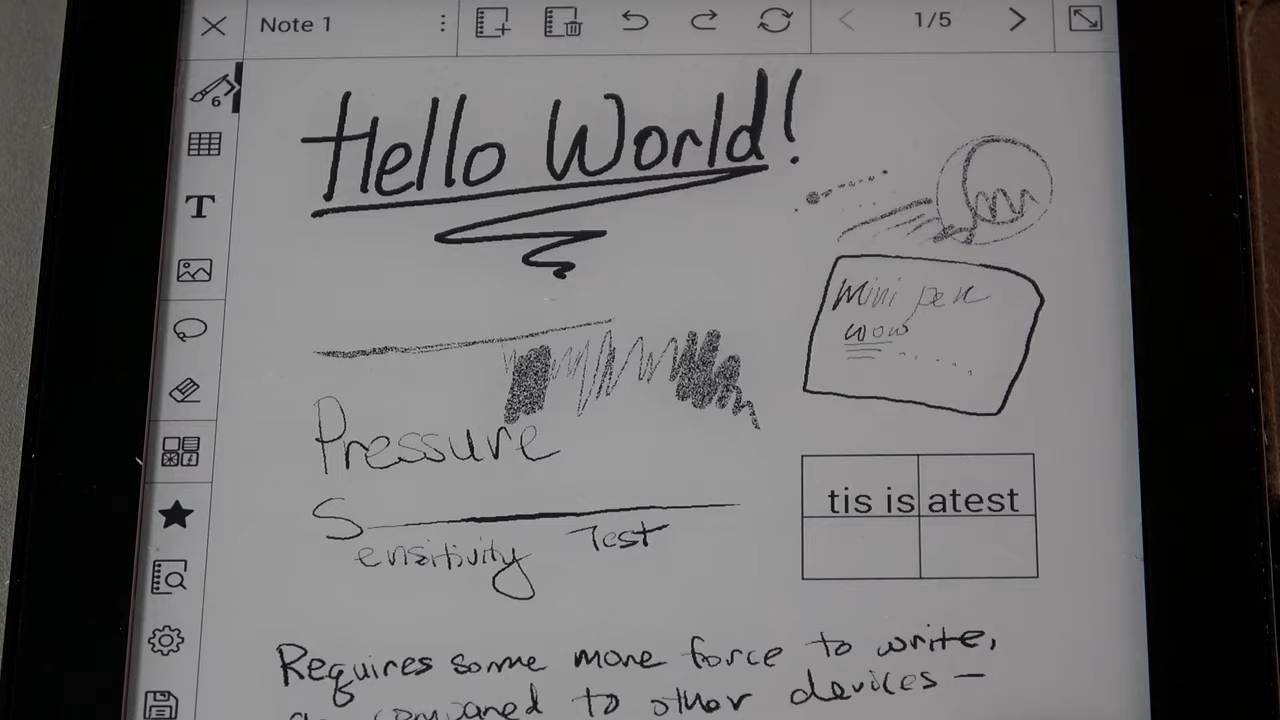 Note 1
1/5
6
Hello World!
mini pen
wow
Pressure
Sensitivity Test
tis is atest
Requires some more force to write,
compared to other devices —